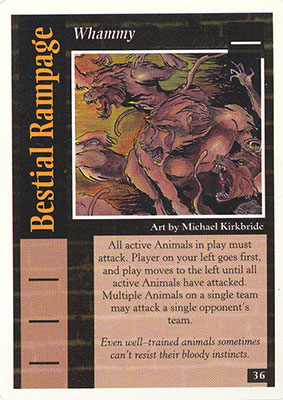 Bestial Rampage
Whammy
Art by Michael Kirkbride
All active Animals in play must
attack. Player on your left goes first,
and play moves to the left until all
active Animals have attacked.
Multiple Animals on a single team
may attack a single opponent's
team.
Even well-trained animals sometimes
can't resist their bloody instincts.
36